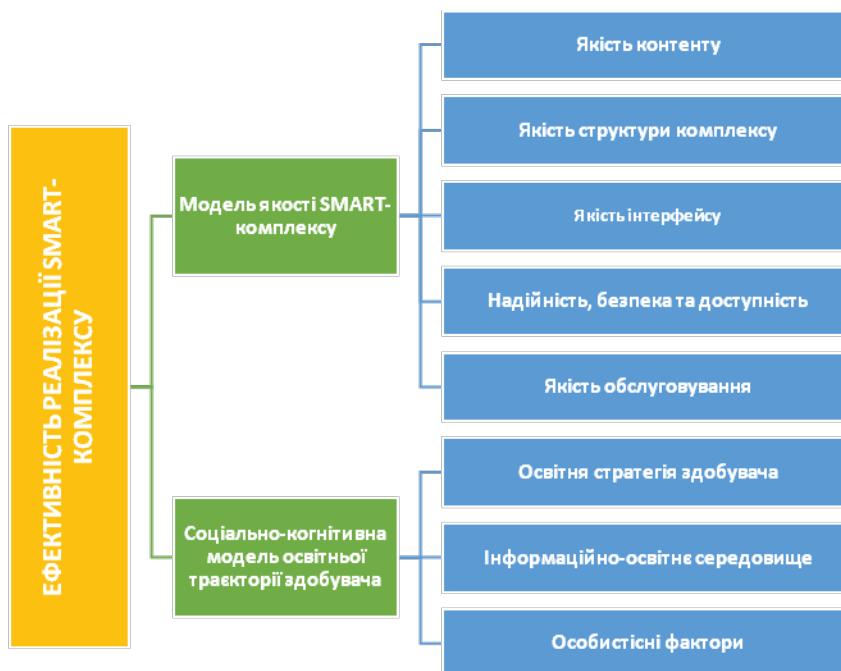 ЕФЕКТИВНІСТЬ РЕАЛІЗАЦІЇ SMART-
КОМПЛЕКСУ
Модель якості SMART-
комплексу
Якість контенту
Якість структури комплексу
Якість інтерфейсу
Надійність, безпека та доступність
Якість обслуговування
Соціально-когнітивна
модель освітньої
траєкторії здобувача
Освітня стратегія здобувача
Інформаційно-освітнє середовище
Особистісні фактори